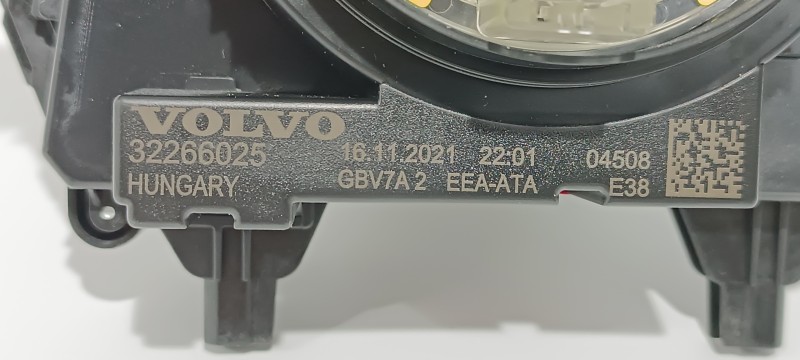 VOLVO
32266025 16.11.2021 22:01 04508
HUNGARY GBV7A 2 EEA-ATA E38